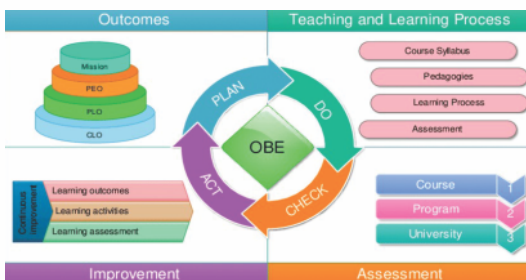 Outcomes
Teaching and Learning Process
Mission
PEO
PLO
CLO
PLAN
DO
CHECK
ACT
OBE
Course Syllabus
Pedagogies
Learning Process
Assessment
Continuous
improvement
Learning outcomes
Learning activities
Learning assessment
Course 1
Program 2
University 3
Improvement
Assessment